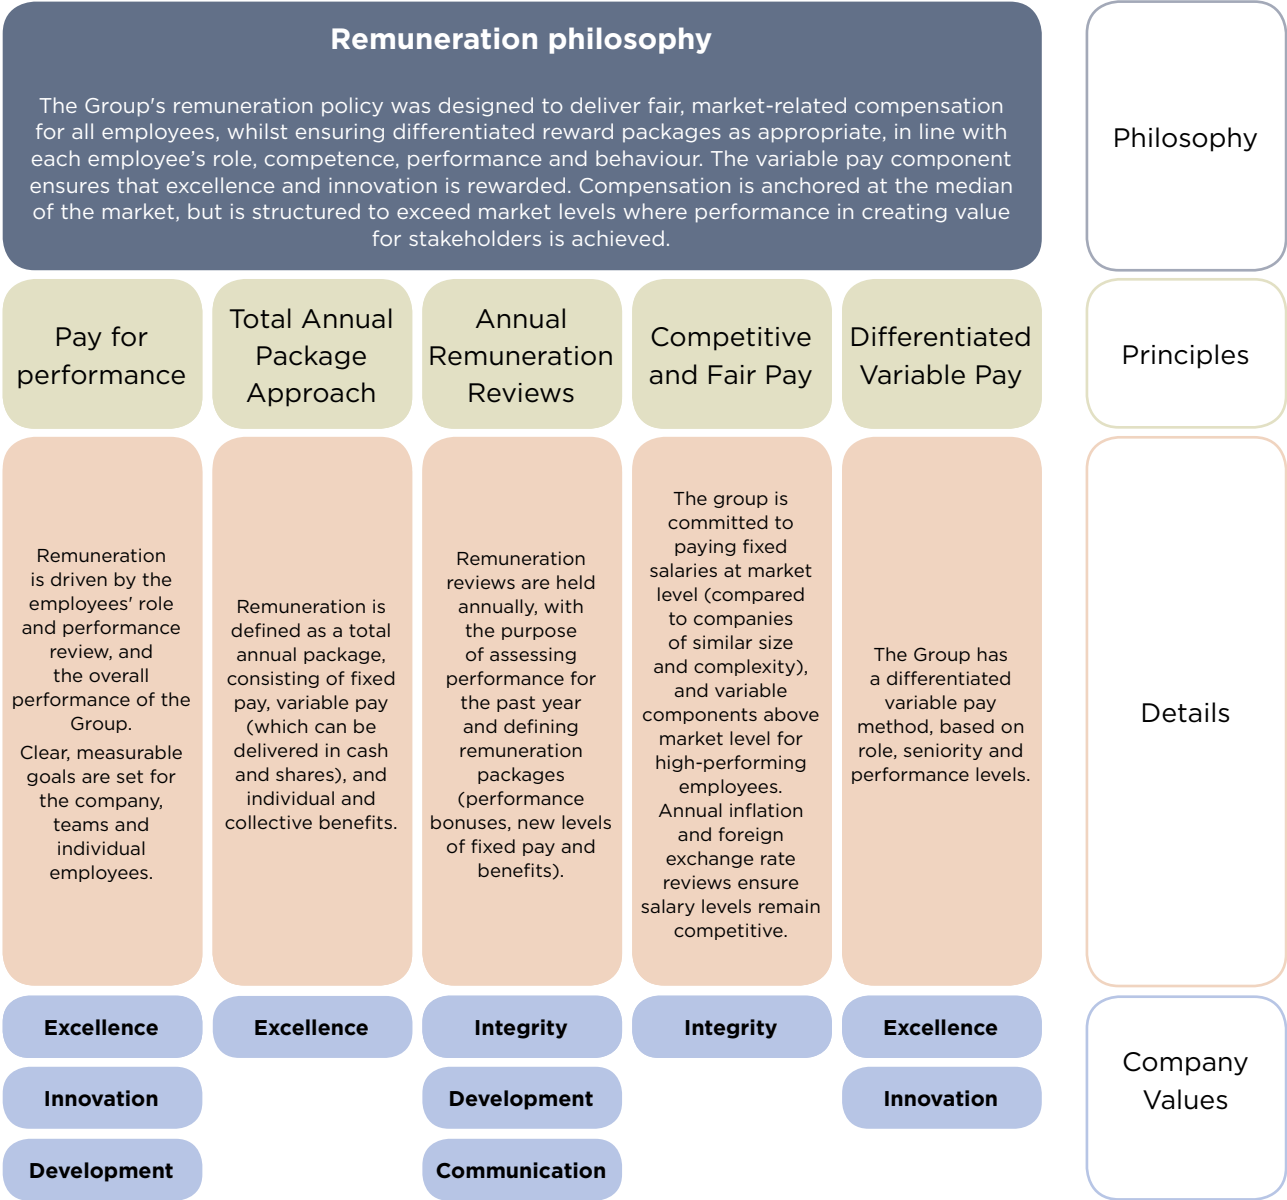 Remuneration philosophy
The Group's remuneration policy was designed to deliver fair, market-related compensation
for all employees, whilst ensuring differentiated reward packages as appropriate, in line with
each employee’s role, competence, performance and behaviour. The variable pay component
ensures that excellence and innovation is rewarded. Compensation is anchored at the median
of the market, but is structured to exceed market levels where performance in creating value
for stakeholders is achieved.
Philosophy
Pay for
performance
Total Annual
Package
Approach
Annual
Remuneration
Reviews
Competitive
and Fair Pay
Differentiated
Variable Pay
Principles
Remuneration
is driven by the
employees' role
and performance
review, and
the overall
performance of the
Group.
Clear, measurable
goals are set for
the company,
teams and
individual
employees.
Remuneration is
defined as a total
annual package,
consisting of fixed
pay, variable pay
(which can be
delivered in cash
and shares), and
individual and
collective benefits.
Remuneration
reviews are held
annually, with
the purpose
of assessing
performance for
the past year
and defining
remuneration
packages
(performance
bonuses, new levels
of fixed pay and
benefits).
The group is
committed to
paying fixed
salaries at market
level (compared
to companies
of similar size
and complexity),
and variable
components above
market level for
high-performing
employees.
Annual inflation
and foreign
exchange rate
reviews ensure
salary levels remain
competitive.
The Group has
a differentiated
variable pay
method, based on
role, seniority and
performance levels.
Details
Excellence
Innovation
Development
Excellence
Integrity
Development
Communication
Integrity
Excellence
Innovation
Company
Values